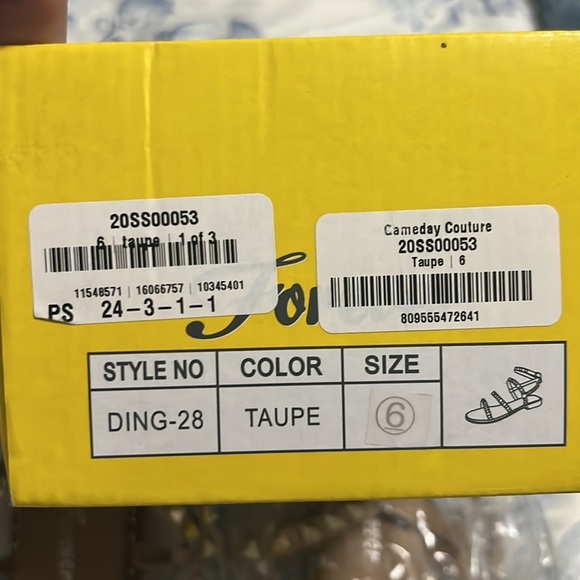 20SS00053
6 | taupe | 1 of 3
11548571 | 16066757 | 10345401
PS 24-3-1-1
Gameday Couture
20SS00053
Taupe | 6
809555472641
STYLE NO COLOR SIZE
DING-28 TAUPE 6